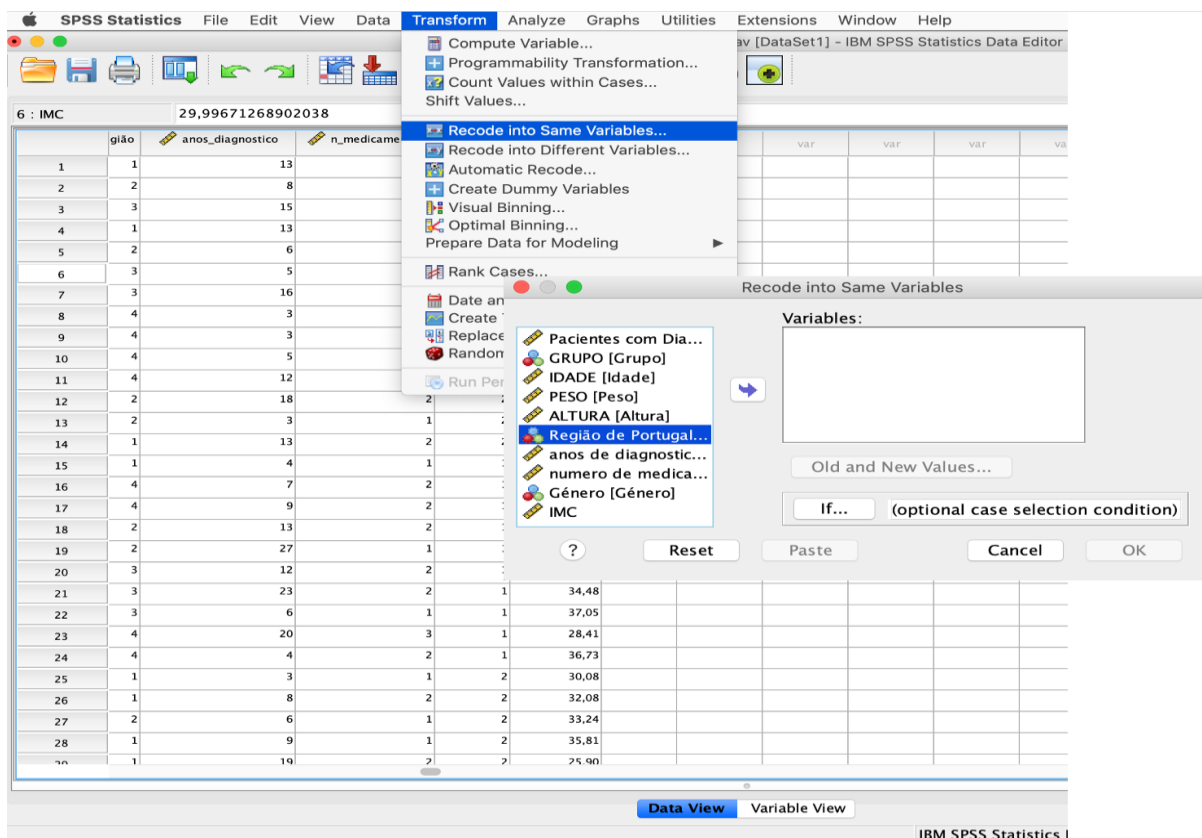 SPSS Statistics File Edit View Data Transform Analyze Graphs Utilities Extensions Window Help
av [DataSet1] - IBM SPSS Statistics Data Editor
Compute Variable...
Programmability Transformation...
Count Values within Cases...
Shift Values...
Recode into Same Variables...
Recode into Different Variables...
Automatic Recode...
Create Dummy Variables
Visual Binning...
Optimal Binning...
Prepare Data for Modeling
Rank Cases...
Date an
Create
Replace
Random
Run Per
6 : IMC 29,99671268902038
gião anos_diagnostico n_medicame var var var va
1 1 13
2 2 8
3 3 15
4 1 13
5 2 6
6 3 5
7 3 16
8 4 3
9 4 3
10 4 5
11 4 12
12 2 18 2
13 2 3 1
14 1 13 2
15 1 4 1
16 4 7 2
17 4 9 2
18 2 13 2
19 2 27 1
20 3 12 2
21 3 23 2 1 34,48
22 3 6 1 1 37,05
23 4 20 3 1 28,41
24 4 4 2 1 36,73
25 1 3 1 2 30,08
26 1 8 2 2 32,08
27 2 6 1 2 33,24
28 1 9 1 2 35,81
29 1 19 2 2 25,90
Recode into Same Variables
Variables:
Pacientes com Dia...
GRUPO [Grupo]
IDADE [Idade]
PESO [Peso]
ALTURA [Altura]
Região de Portugal...
anos de diagnostic...
numero de medica...
Género [Género]
IMC
Old and New Values...
If... (optional case selection condition)
? Reset Paste Cancel OK
Data View Variable View
IBM SPSS Statistics